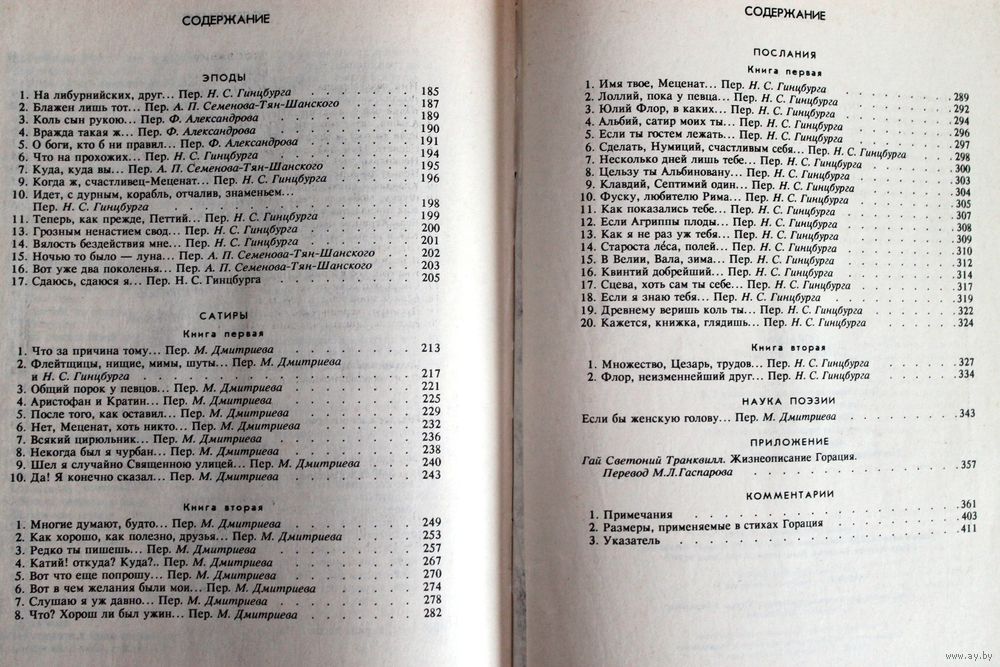 СОДЕРЖАНИЕ
ЭПОДЫ
1. На либурнийских, друг... Пер. Н. С. Гинцбурга . . . . . . . 185
2. Блажен лишь тот... Пер. А. П. Семенова-Тян-Шанского . . . . . 187
3. Коль сын рукою... Пер. Ф. Александрова . . . . . . . 189
4. Вражда такая ж... Пер. Ф. Александрова . . . . . . . 190
5. О боги, кто б ни правил... Пер. Ф. Александрова . . . . . . . 191
6. Что на прохожих... Пер. Н. С. Гинцбурга . . . . . . . 194
7. Куда, куда вы... Пер. А. П. Семенова-Тян-Шанского . . . . . 195
9. Когда ж, счастливец-Меценат... Пер. Н. С. Гинцбурга . . . . . 196
10. Идет, с дурным, корабль, отчалив, знаменьем...
Пер. Н. С. Гинцбурга . . . . . . . 198
11. Теперь, как прежде, Петтий... Пер. Н. С. Гинцбурга . . . . . 199
13. Грозным ненастием свод... Пер. Н. С. Гинцбурга . . . . . 200
14. Вялость бездействия мне... Пер. Н. С. Гинцбурга . . . . . 201
15. Ночью то было — луна... Пер. А. П. Семенова-Тян-Шанского . . 202
16. Вот уже два поколенья... Пер. А. П. Семенова-Тян-Шанского . . 203
17. Сдаюсь, сдаюся я... Пер. Н. С. Гинцбурга . . . . . . . 205
САТИРЫ
Книга первая
1. Что за причина тому... Пер. М. Дмитриева . . . . . . . 213
2. Флейтщицы, нищие, мимы, шуты... Пер. М. Дмитриева
и Н. С. Гинцбурга . . . . . . . 217
3. Общий порок у певцов... Пер. М. Дмитриева . . . . . . . 221
4. Аристофан и Кратин... Пер. М. Дмитриева . . . . . . . 225
5. После того, как оставил... Пер. М. Дмитриева . . . . . . . 229
6. Нет, Меценат, хоть никто... Пер. М. Дмитриева . . . . . . . 232
7. Всякий цирюльник... Пер. М. Дмитриева . . . . . . . 236
8. Некогда был я чурбан... Пер. М. Дмитриева . . . . . . . 238
9. Шел я случайно Священною улицей... Пер. М. Дмитриева . . . . 240
10. Да! Я конечно сказал... Пер. М. Дмитриева . . . . . . . 243
Книга вторая
1. Многие думают, будто... Пер. М. Дмитриева . . . . . . . 249
2. Как хорошо, как полезно, друзья... Пер. М. Дмитриева . . . . . 253
3. Редко ты пишешь... Пер. М. Дмитриева . . . . . . . 257
4. Катий! откуда? Куда?.. Пер. М. Дмитриева . . . . . . . 267
5. Вот что еще попрошу... Пер. М. Дмитриева . . . . . . . 270
6. Вот в чем желания были мои... Пер. М. Дмитриева . . . . . . . 274
7. Слушаю я уж давно... Пер. М. Дмитриева . . . . . . . 278
8. Что? Хорош ли был ужин... Пер. М. Дмитриева . . . . . . . 282
СОДЕРЖАНИЕ
ПОСЛАНИЯ
Книга первая
1. Имя твое, Меценат... Пер. Н. С. Гинцбурга
2. Лоллий, пока у певца... Пер. Н. С. Гинцбурга . . . . . 289
3. Юлий Флор, в каких... Пер. Н. С. Гинцбурга . . . . . 292
4. Альбий, сатир моих ты... Пер. Н. С. Гинцбурга . . . . . 294
5. Если ты гостем лежать... Пер. Н. С. Гинцбурга . . . . . 296
6. Сделать, Нумиций, счастливым себя... Пер. Н. С. Гинцбурга . . . 297
7. Несколько дней лишь тебе... Пер. Н. С. Гинцбурга . . . . . 298
8. Цельзу ты Альбиновану... Пер. Н. С. Гинцбурга . . . . . 300
9. Клавдий, Септимий один... Пер. Н. С. Гинцбурга . . . . . 303
10. Фуску, любителю Рима... Пер. Н. С. Гинцбурга . . . . . 304
11. Как показались тебе... Пер. Н. С. Гинцбурга . . . . . 305
12. Если Агриппы плоды... Пер. Н. С. Гинцбурга . . . . . 307
13. Как я не раз уж тебя... Пер. Н. С. Гинцбурга . . . . . 308
14. Староста ле́са, полей... Пер. Н. С. Гинцбурга . . . . . 309
15. В Велии, Вала, зима... Пер. Н. С. Гинцбурга . . . . . 310
16. Квинтий добрейший... Пер. Н. С. Гинцбурга . . . . . 312
17. Сцева, хоть сам ты себе... Пер. Н. С. Гинцбурга . . . . . 314
18. Если я знаю тебя... Пер. Н. С. Гинцбурга . . . . . 317
19. Древнему веришь коль ты... Пер. Н. С. Гинцбурга . . . . . 319
20. Кажется, книжка, глядишь... Пер. Н. С. Гинцбурга . . . . . 322
324
Книга вторая
1. Множество, Цезарь, трудов... Пер. Н. С. Гинцбурга . . . . . 327
2. Флор, неизменнейший друг... Пер. Н. С. Гинцбурга . . . . . 334
НАУКА ПОЭЗИИ
Если бы женскую голову... Пер. М. Дмитриева . . . . . 343
ПРИЛОЖЕНИЕ
Гай Светоний Транквилл. Жизнеописание Горация.
Перевод М.Л.Гаспарова . . . . . 357
КОММЕНТАРИИ
1. Примечания . . . . . 361
2. Размеры, применяемые в стихах Горация . . . . . 403
3. Указатель . . . . . 411
www.ay.by